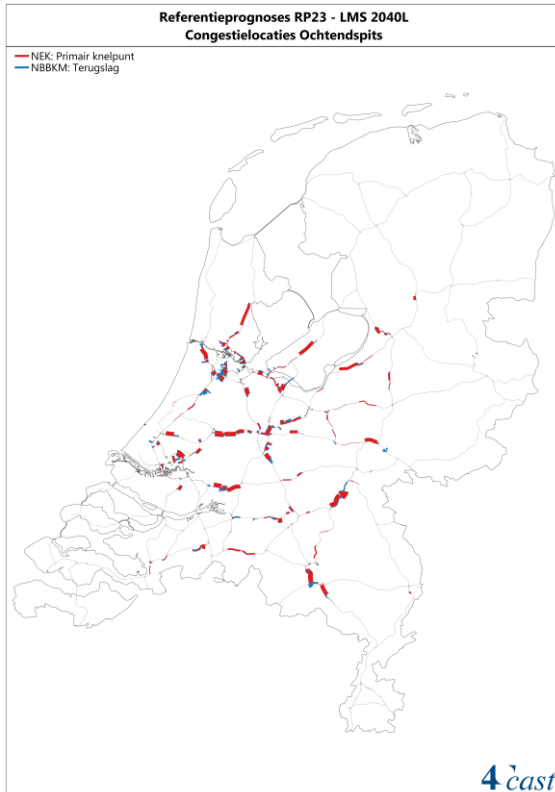 Referentieprognoses RP23 - LMS 2040L
Congestielocaties Ochtendspits
NEK: Primair knelpunt
NBBKM: Terugslag
4cast